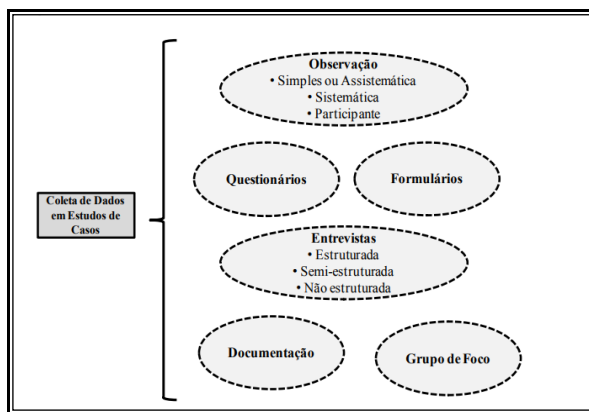 Coleta de Dados
em Estudos de
Casos
Observação
• Simples ou Assistemática
• Sistemática
• Participante
Questionários
Formulários
Entrevistas
• Estruturada
• Semi-estruturada
• Não estruturada
Documentação
Grupo de Foco